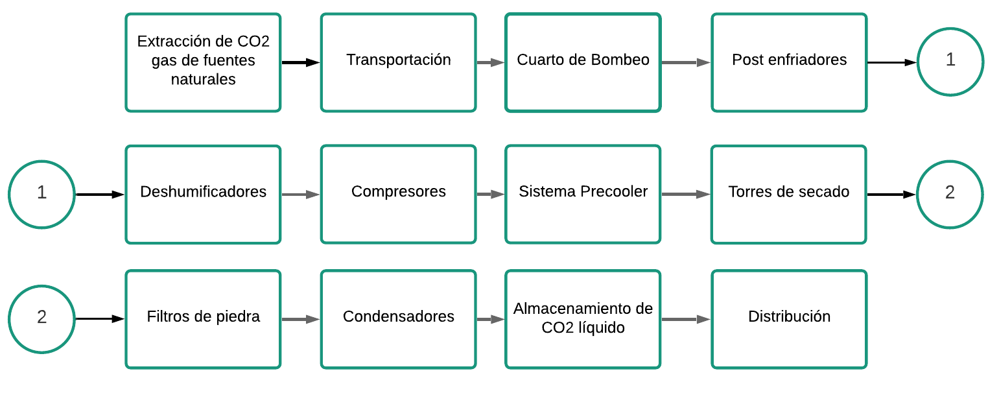 Extracción de CO2
gas de fuentes
naturales
Transportación
Cuarto de Bombeo
Post enfriadores
1
1
Deshumificadores
Compresores
Sistema Precooler
Torres de secado
2
2
Filtros de piedra
Condensadores
Almacenamiento de
CO2 líquido
Distribución